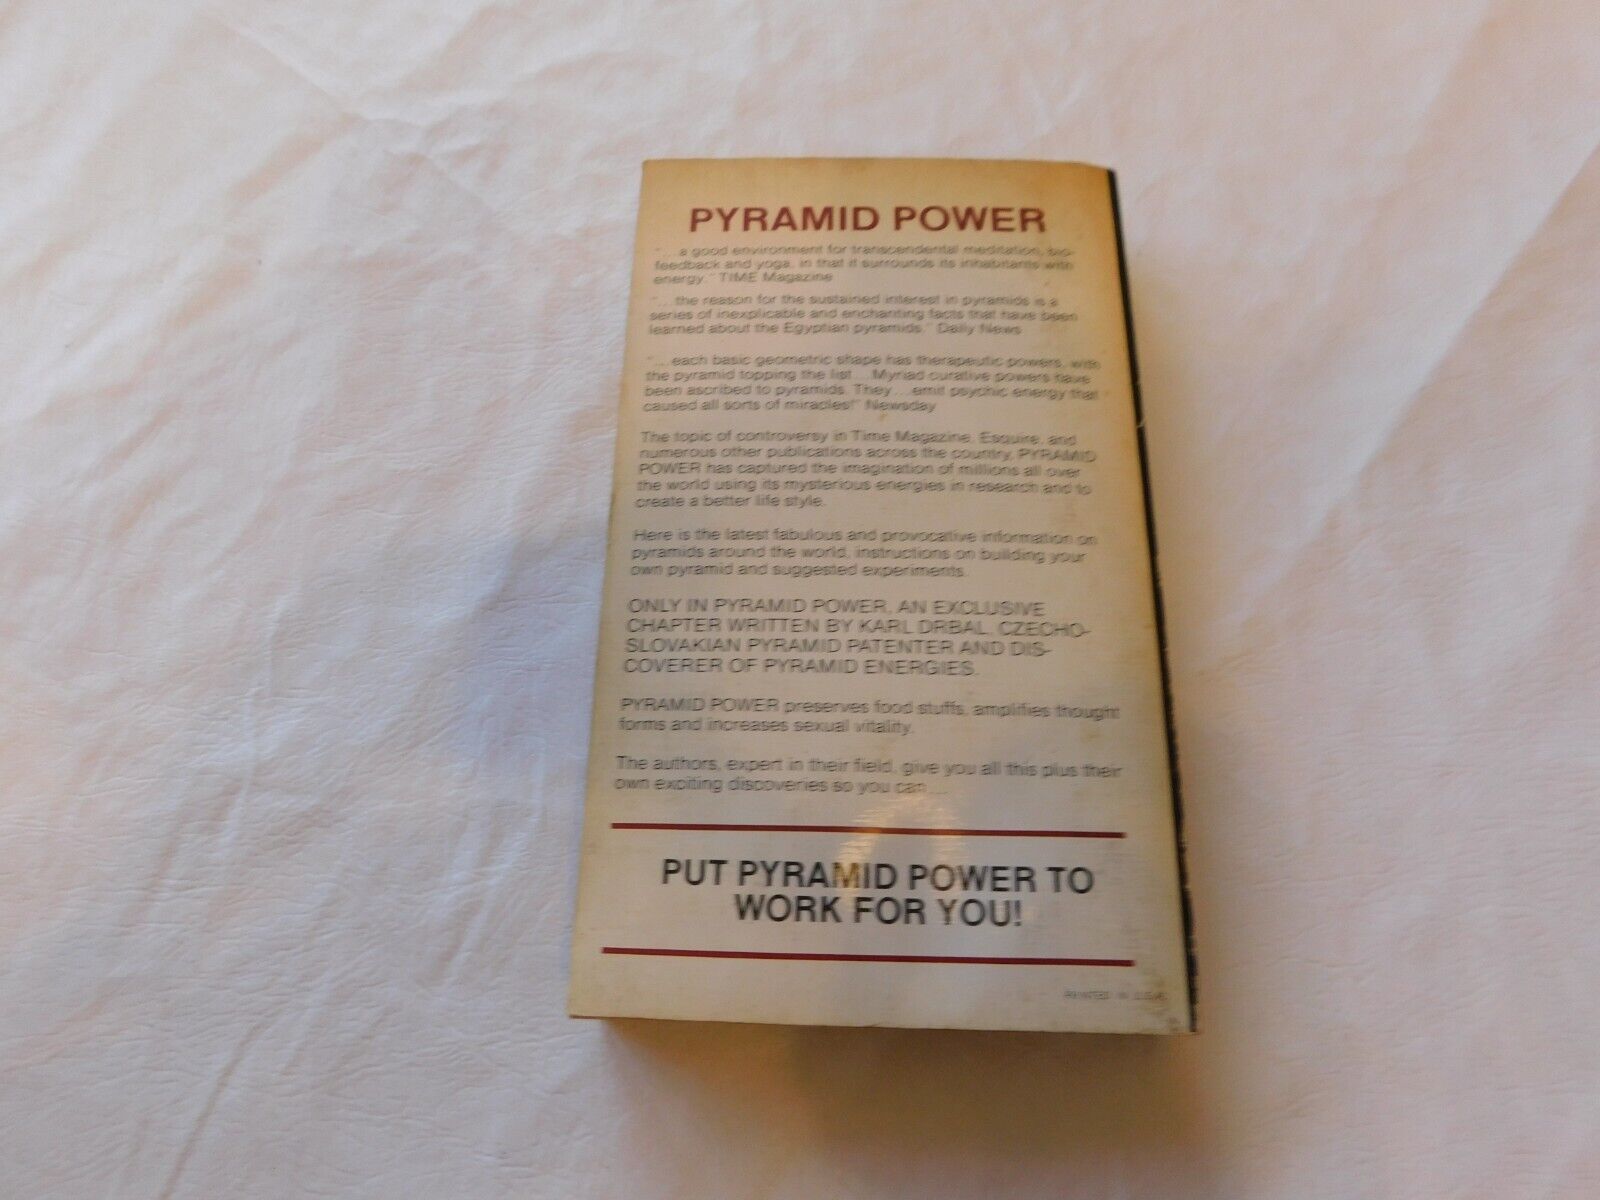 PYRAMID POWER
"...a good environment for transcendental meditation, bio-
feedback and yoga, in that it surrounds its inhabitants with
energy." TIME Magazine
"...the reason for the sustained interest in pyramids is a
series of inexplicable and enchanting facts that have been
learned about the Egyptian pyramids." Daily News
"...each basic geometric shape has therapeutic powers, with
the pyramid topping the list...Myriad curative powers have
been ascribed to pyramids. They...emit psychic energy that
caused all sorts of miracles!" Newsday
The topic of controversy in Time Magazine, Esquire, and
numerous other publications across the country, PYRAMID
POWER has captured the imagination of millions all over
the world using its mysterious energies in research and to
create a better life style.
Here is the latest fabulous and provocative information on
pyramids around the world, instructions on building your
own pyramid and suggested experiments.
ONLY IN PYRAMID POWER, AN EXCLUSIVE
CHAPTER WRITTEN BY KARL DRBAL, CZECHO-
SLOVAKIAN PYRAMID PATENTER AND DIS-
COVERER OF PYRAMID ENERGIES.
PYRAMID POWER preserves food stuffs, amplifies thought
forms and increases sexual vitality.
The authors, expert in their field, give you all this plus their
own exciting discoveries so you can...
PUT PYRAMID POWER TO
WORK FOR YOU!
PRINTED IN U.S.A.